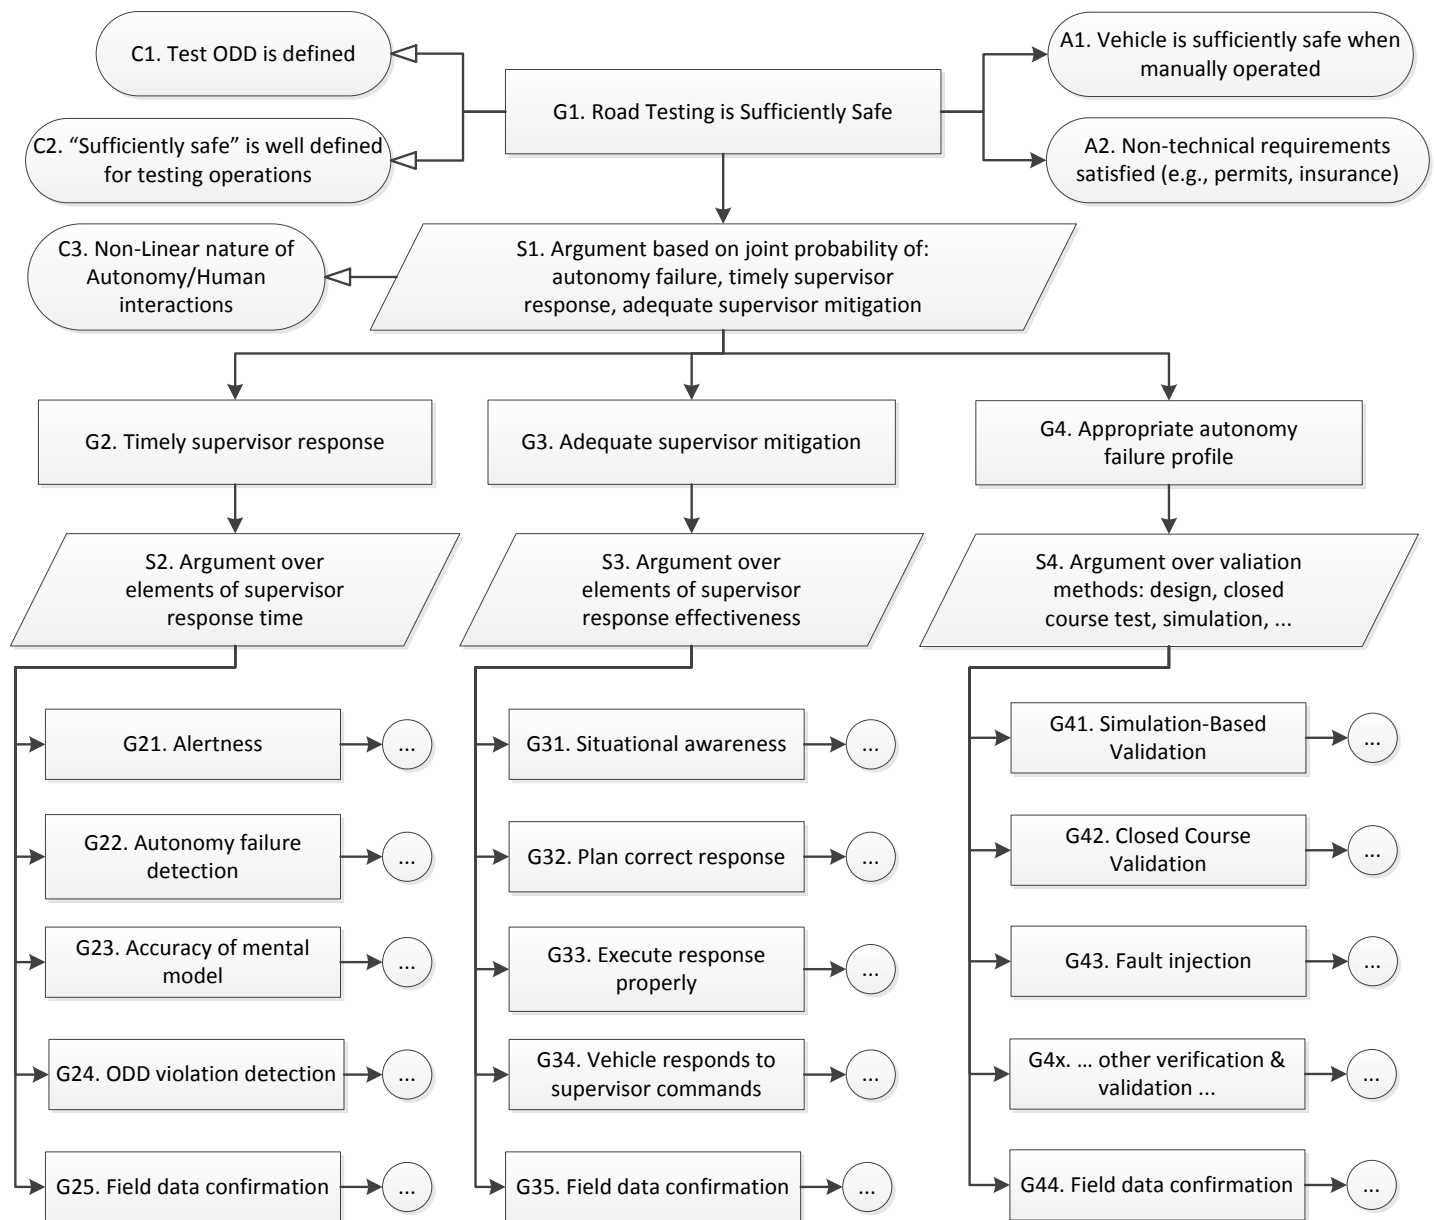 C1. Test ODD is defined
A1. Vehicle is sufficiently safe when
manually operated
G1. Road Testing is Sufficiently Safe
C2. “Sufficiently safe” is well defined
for testing operations
A2. Non-technical requirements
satisfied (e.g., permits, insurance)
C3. Non-Linear nature of
Autonomy/Human
interactions
S1. Argument based on joint probability of:
autonomy failure, timely supervisor
response, adequate supervisor mitigation
G2. Timely supervisor response
G3. Adequate supervisor mitigation
G4. Appropriate autonomy
failure profile
S2. Argument over
elements of supervisor
response time
S3. Argument over
elements of supervisor
response effectiveness
S4. Argument over valiation
methods: design, closed
course test, simulation, ...
G21. Alertness
...
G31. Situational awareness
...
G41. Simulation-Based
Validation
...
G22. Autonomy failure
detection
...
G32. Plan correct response
...
G42. Closed Course
Validation
...
G23. Accuracy of mental
model
...
G33. Execute response
properly
...
G43. Fault injection
...
G24. ODD violation detection
...
G34. Vehicle responds to
supervisor commands
...
G4x. ... other verification &
validation ...
...
G25. Field data confirmation
...
G35. Field data confirmation
...
G44. Field data confirmation
...